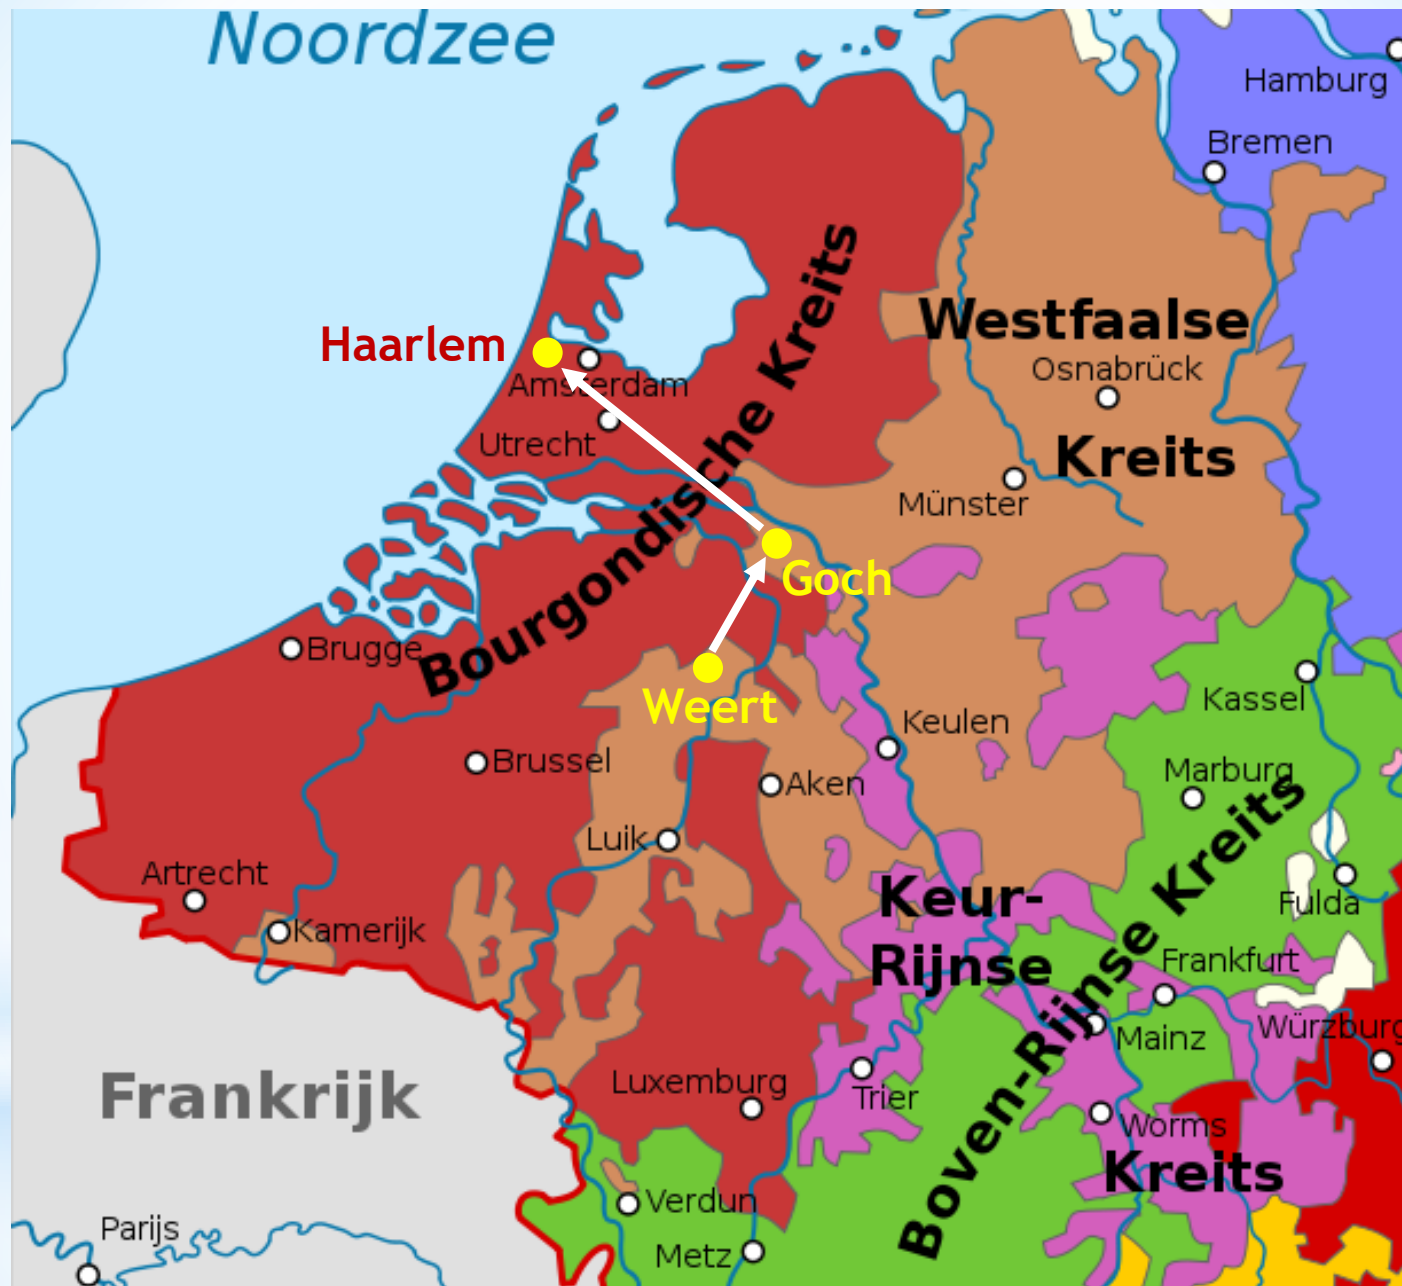 Noordzee
Hamburg
Bremen
Westfaalse
Haarlem
Osnabrück
Amsterdam
Utrecht
Kreits
Münster
Bourgondische Kreits
Goch
Brugge
Weert
Kassel
Keulen
Brussel
Aken
Marburg
Luik
Artrecht
Keur-
Fulda
Kamerijk
Rijnse
Frankfurt
Boven-Rijnse Kreits
Mainz
Würzburg
Frankrijk
Luxemburg
Trier
Worms
Kreits
Verdun
Parijs
Metz